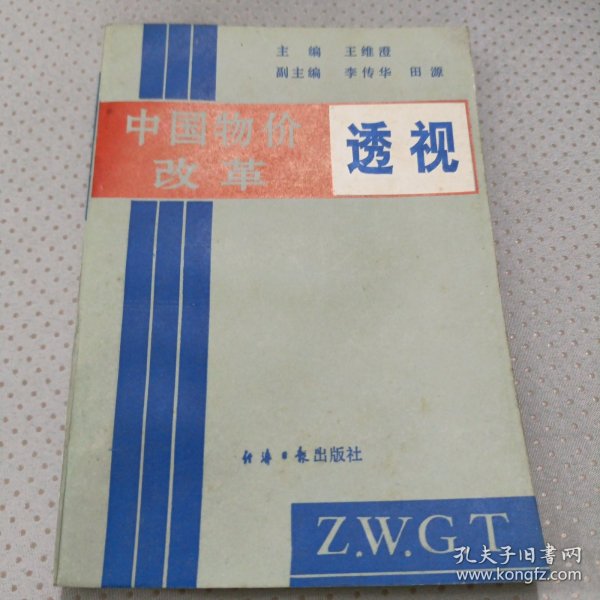 主编 王维澄
副主编 李传华 田源
中国物价
改革
透视
经济日报出版社
Z.W.G.T
孔夫子旧书网
www.kongfz.com